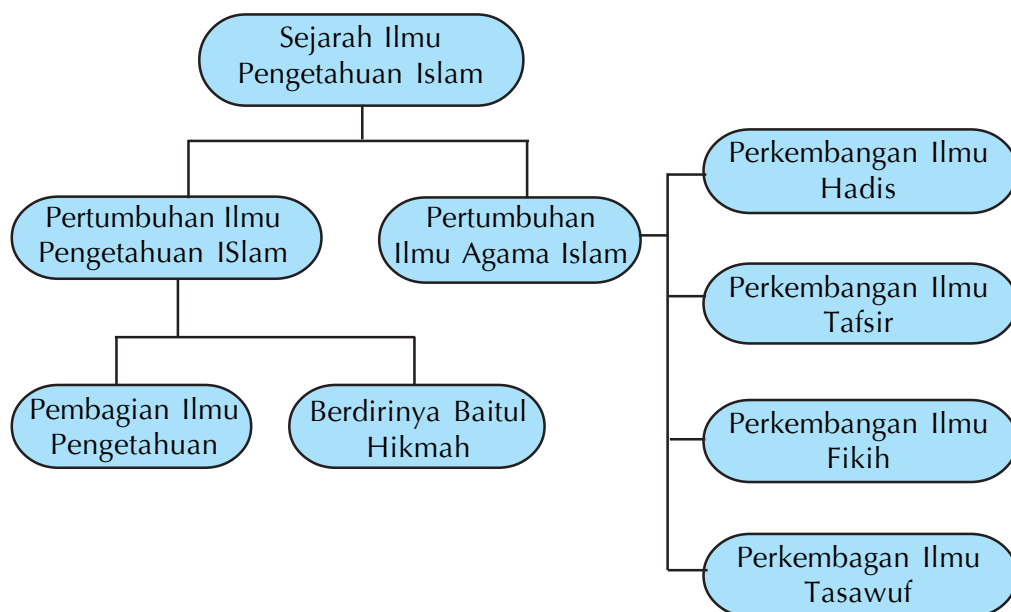 Sejarah Ilmu
Pengetahuan Islam
Pertumbuhan Ilmu
Pengetahuan ISlam
Pertumbuhan
Ilmu Agama Islam
Pembagian Ilmu
Pengetahuan
Berdirinya Baitul
Hikmah
Perkembangan Ilmu
Hadis
Perkembangan Ilmu
Tafsir
Perkembangan Ilmu
Fikih
Perkembagan Ilmu
Tasawuf